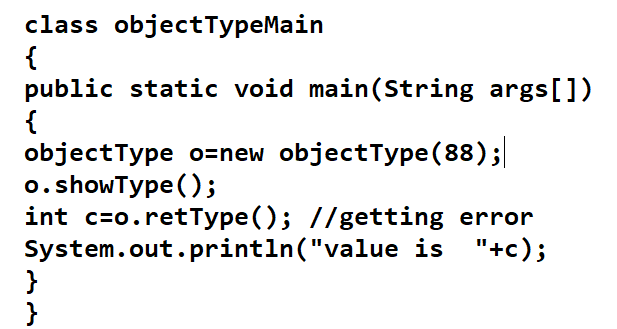 class objectTypeMain
{
public static void main(String args[])
{
objectType o=new objectType(88);
o.showType();
int c=o.retType(); //getting error
System.out.println("value is  "+c);
}
}